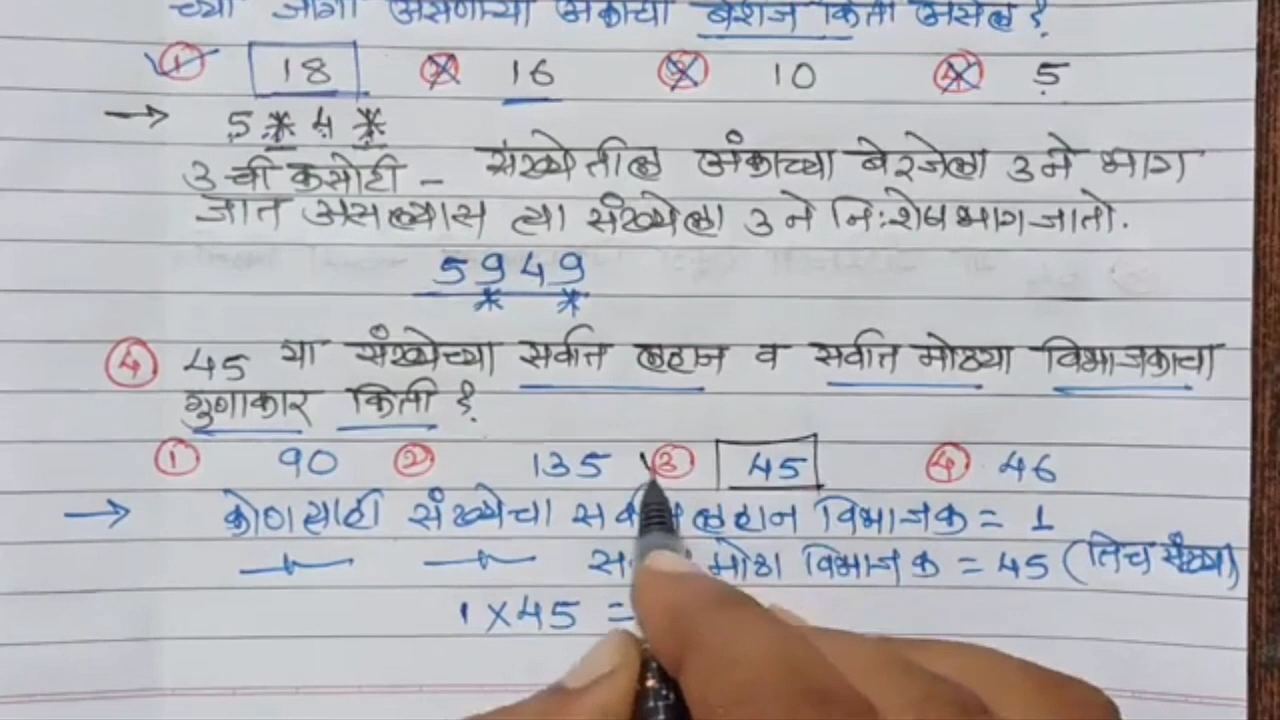 च्या जागी असणाऱ्या अंकांची बेरीज किती असेल ?
① 18 ② 16 ③ 10 ④ 5
→ 5 * 4 *
3 ची कसोटी - संख्येतील अंकाच्या बेरजेला 3 ने भाग
जात असल्यास त्या संख्येला 3 ने नि:शेष भाग जातो.
5 9 4 9
* *
④ 45 या संख्येच्या सर्वात लहान व सर्वात मोठ्या विभाजकाचा
गुणाकार किती ?
① 90 ② 135 ③ 45 ④ 46
→ कोणत्याही संख्येचा लहान विभाजक = 1
मोठा विभाजक = 45 (तिच संख्या)
1 × 45 =